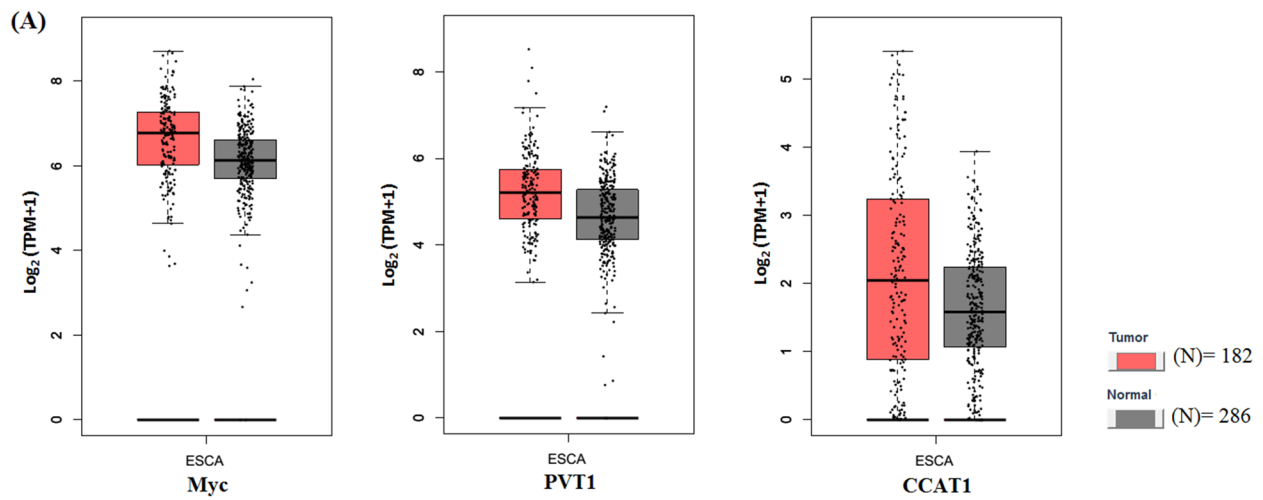 (A)
Log2 (TPM+1)
8
6
4
2
0
ESCA
Myc
Log2 (TPM+1)
8
6
4
2
0
ESCA
PVT1
Log2 (TPM+1)
5
4
3
2
1
0
ESCA
CCAT1
Tumor
(N)= 182
Normal
(N)= 286